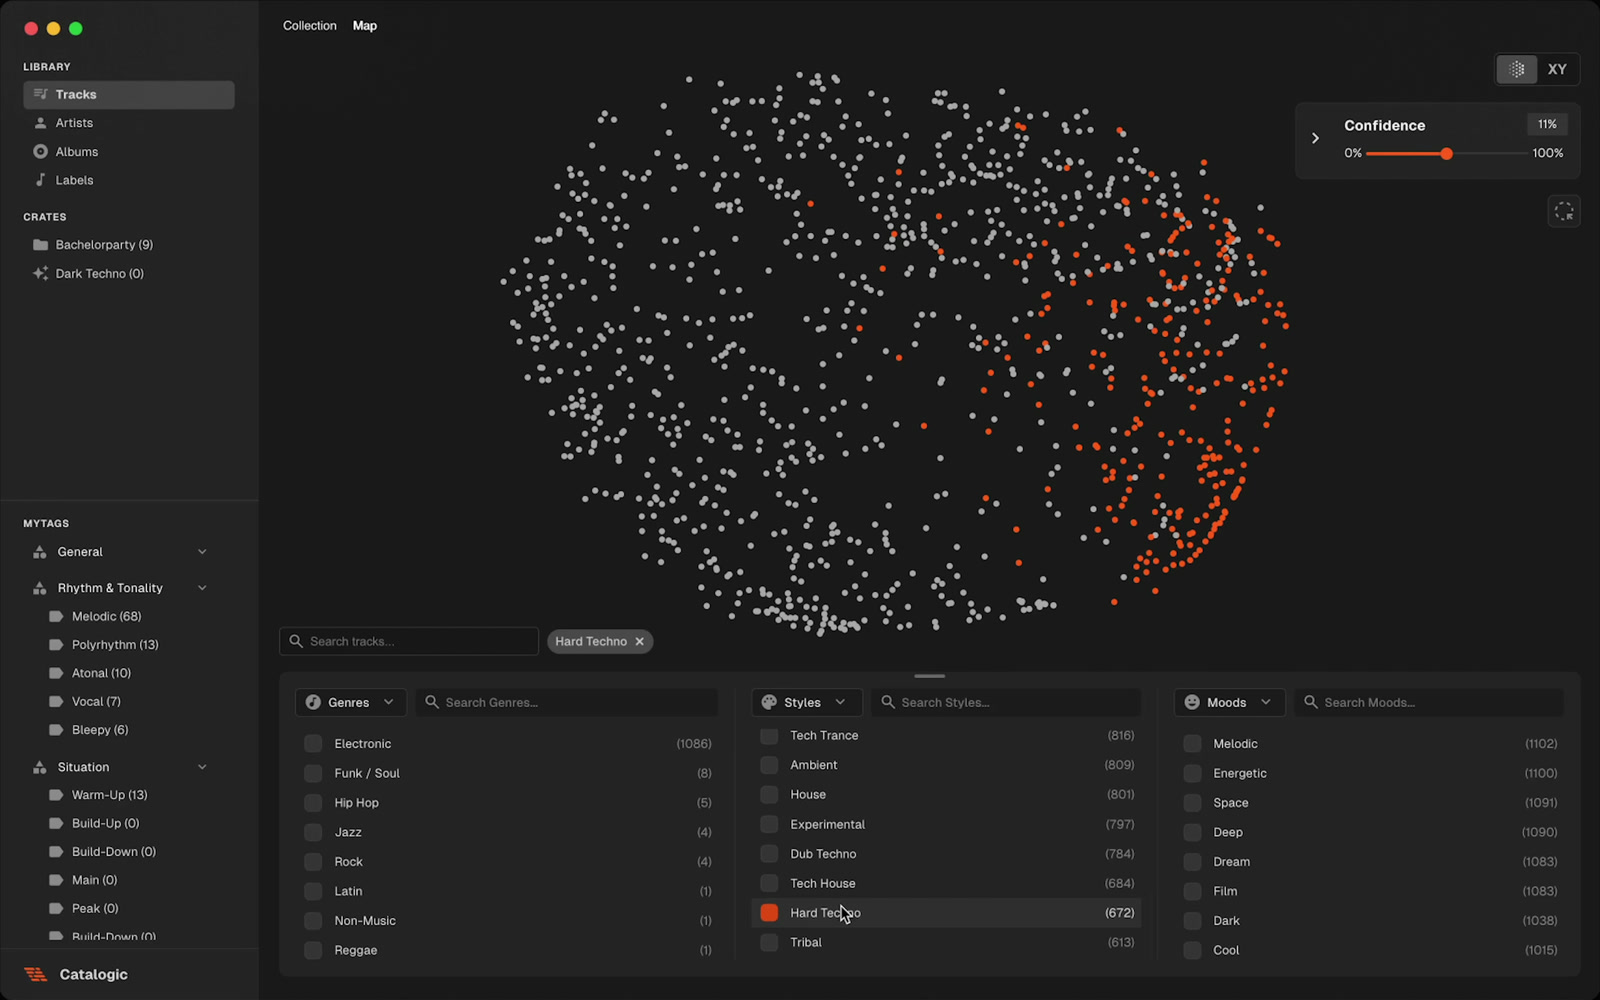 Collection Map
LIBRARY
Tracks
Artists
Albums
Labels
CRATES
Bachelorparty (9)
Dark Techno (0)
MYTAGS
General
Rhythm & Tonality
Melodic (68)
Polyrhythm (13)
Atonal (10)
Vocal (7)
Bleepy (6)
Situation
Warm-Up (13)
Build-Up (0)
Build-Down (0)
Main (0)
Peak (0)
Build-Down (0)
Catalogic
XY
Confidence 11%
0% 100%
Search tracks...
Hard Techno
Genres
Search Genres...
Electronic (1086)
Funk / Soul (8)
Hip Hop (5)
Jazz (4)
Rock (4)
Latin (1)
Non-Music (1)
Reggae (1)
Styles
Search Styles...
Tech Trance (816)
Ambient (809)
House (801)
Experimental (797)
Dub Techno (784)
Tech House (684)
Hard Techno (672)
Tribal (613)
Moods
Search Moods...
Melodic (1102)
Energetic (1100)
Space (1091)
Deep (1090)
Dream (1083)
Film (1083)
Dark (1038)
Cool (1015)